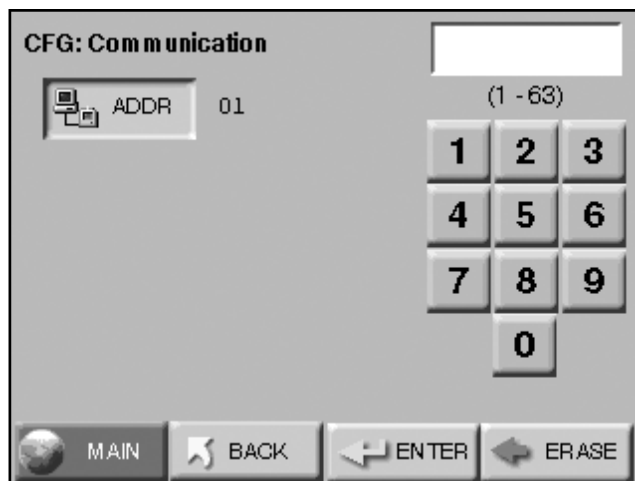 CFG: Communication
(1 - 63)
ADDR 01
1 2 3
4 5 6
7 8 9
0
MAIN BACK ENTER ERASE